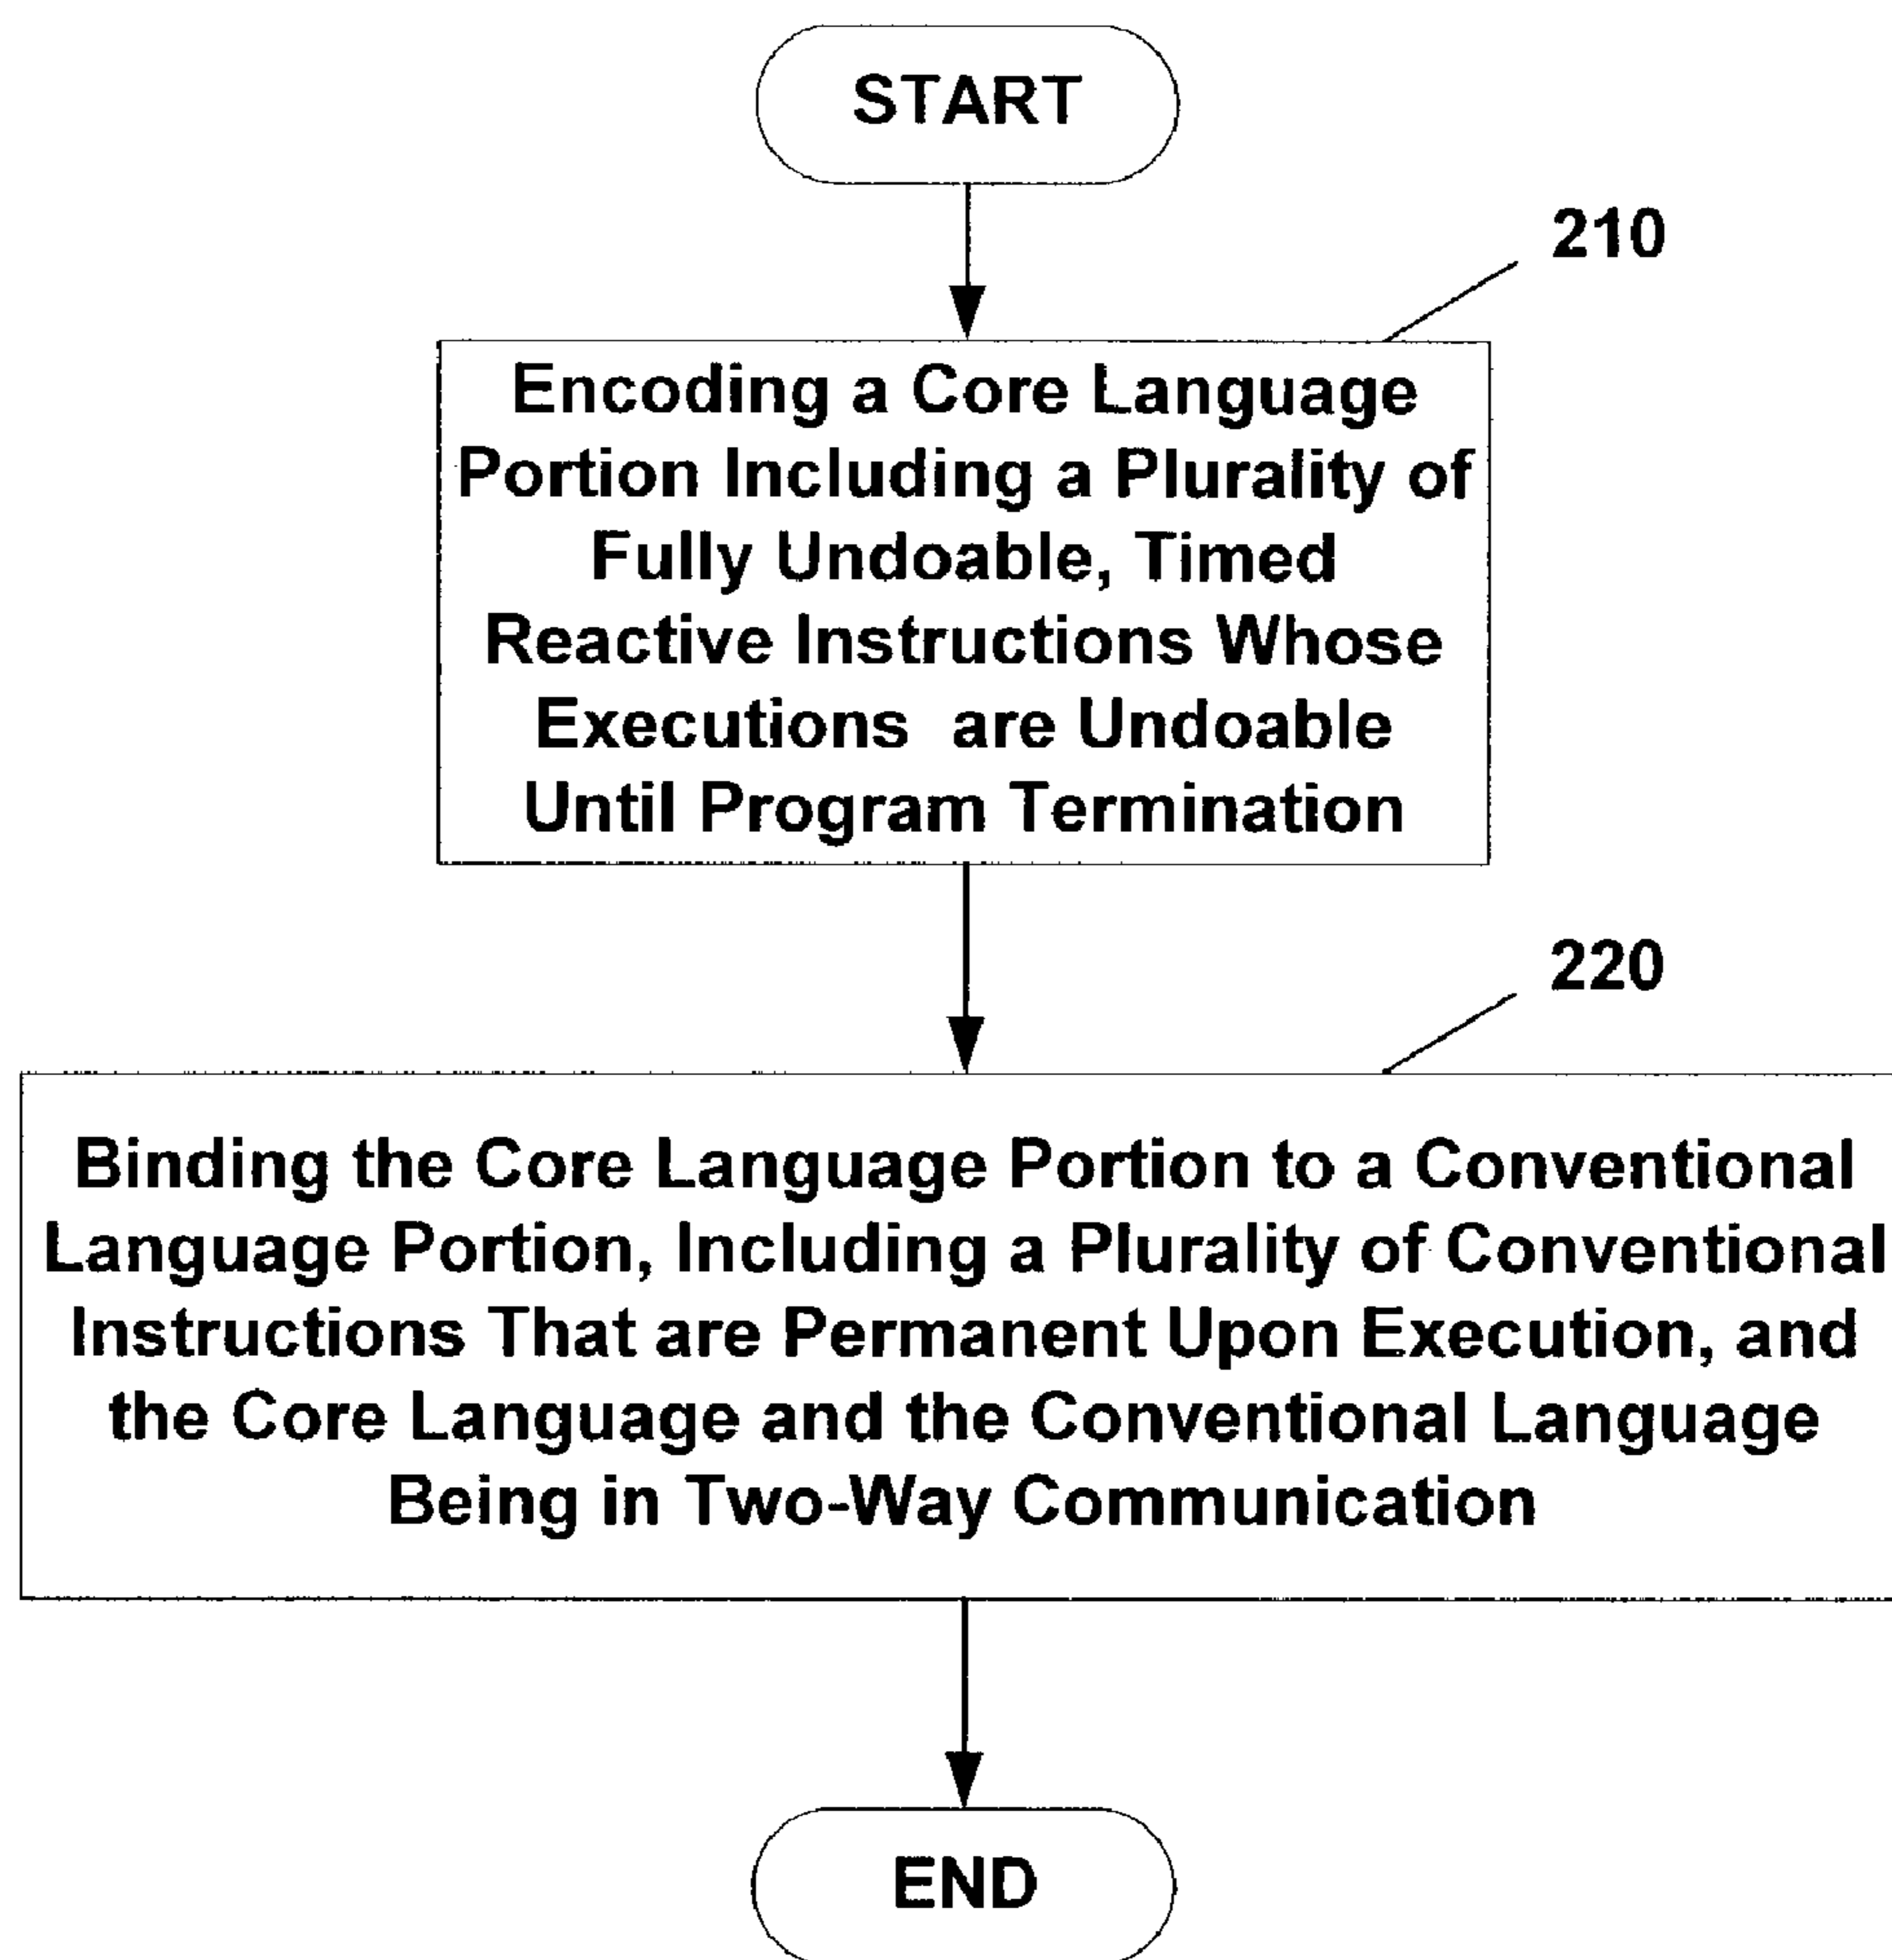 START
210
Encoding a Core Language
Portion Including a Plurality of
Fully Undoable, Timed
Reactive Instructions Whose
Executions are Undoable
Until Program Termination
220
Binding the Core Language Portion to a Conventional
Language Portion, Including a Plurality of Conventional
Instructions That are Permanent Upon Execution, and
the Core Language and the Conventional Language
Being in Two-Way Communication
END